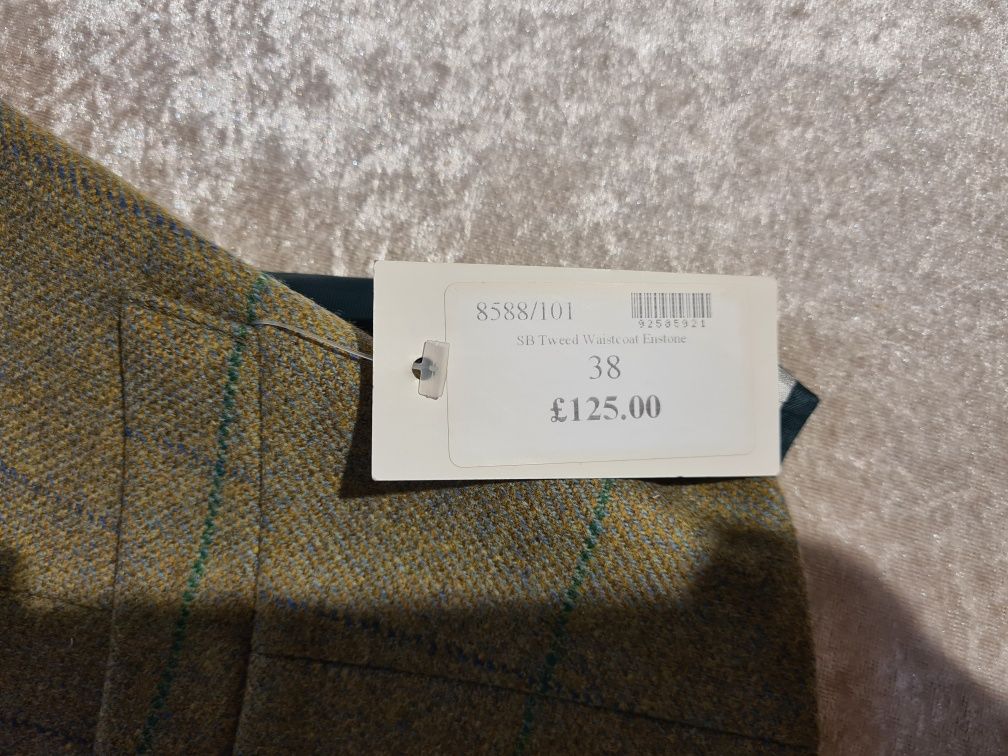 8588/101
92585921
SB Tweed Waistcoat Enstone
38
£125.00